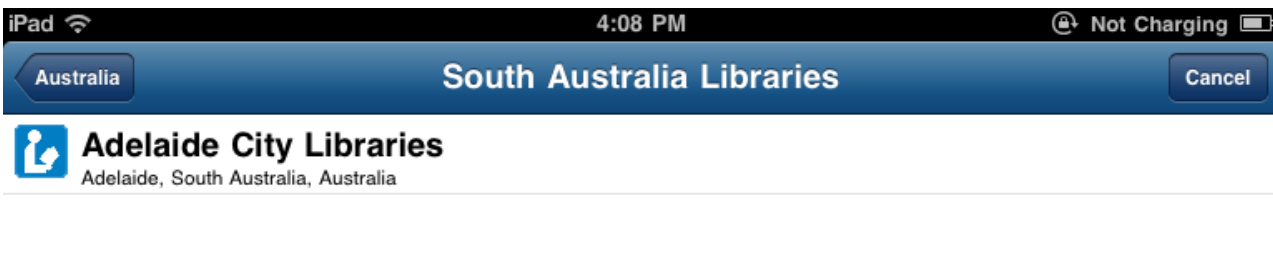 iPad 4:08 PM Not Charging
Australia South Australia Libraries Cancel
Adelaide City Libraries
Adelaide, South Australia, Australia